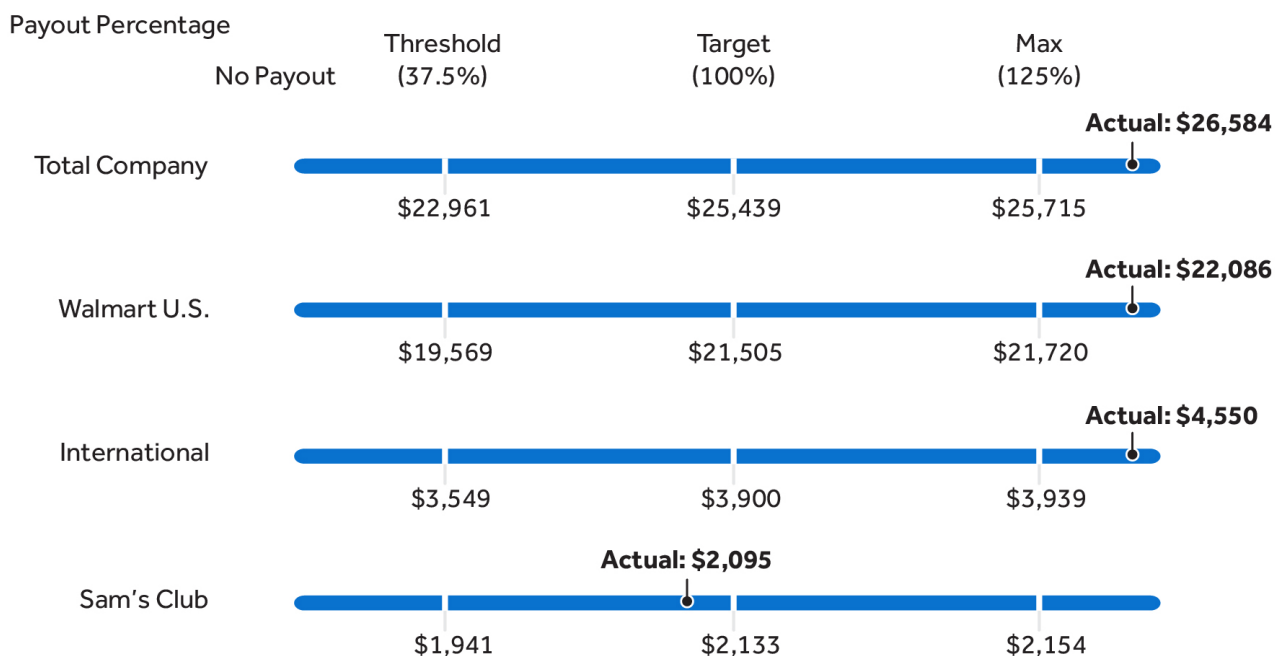 Payout Percentage
No Payout
Threshold
(37.5%)
Target
(100%)
Max
(125%)
Total Company
Actual: $26,584
$22,961
$25,439
$25,715
Walmart U.S.
Actual: $22,086
$19,569
$21,505
$21,720
International
Actual: $4,550
$3,549
$3,900
$3,939
Sam's Club
Actual: $2,095
$1,941
$2,133
$2,154